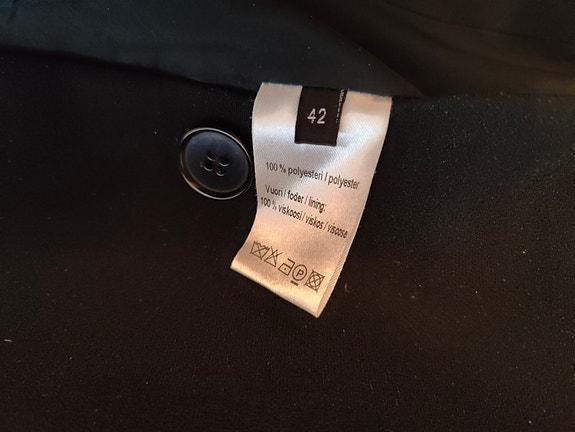 42
100 % polyesteri / polyester
Vuori / foder / lining:
100 % viskoosi / viskos / viscose
P